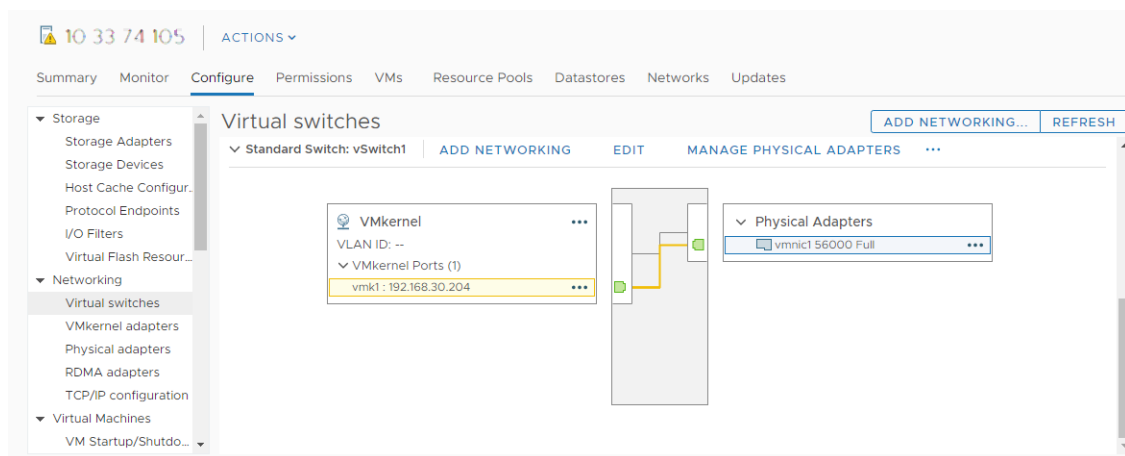 10 33 74 105 ACTIONS
Summary Monitor Configure Permissions VMs Resource Pools Datastores Networks Updates
Storage
Storage Adapters
Storage Devices
Host Cache Configur..
Protocol Endpoints
I/O Filters
Virtual Flash Resour...
Networking
Virtual switches
VMkernel adapters
Physical adapters
RDMA adapters
TCP/IP configuration
Virtual Machines
VM Startup/Shutdo...
Virtual switches
ADD NETWORKING... REFRESH
Standard Switch: vSwitch1 ADD NETWORKING EDIT MANAGE PHYSICAL ADAPTERS ...
VMkernel ...
VLAN ID: --
VMkernel Ports (1)
vmk1 : 192.168.30.204 ...
Physical Adapters
vmnic1 56000 Full ...